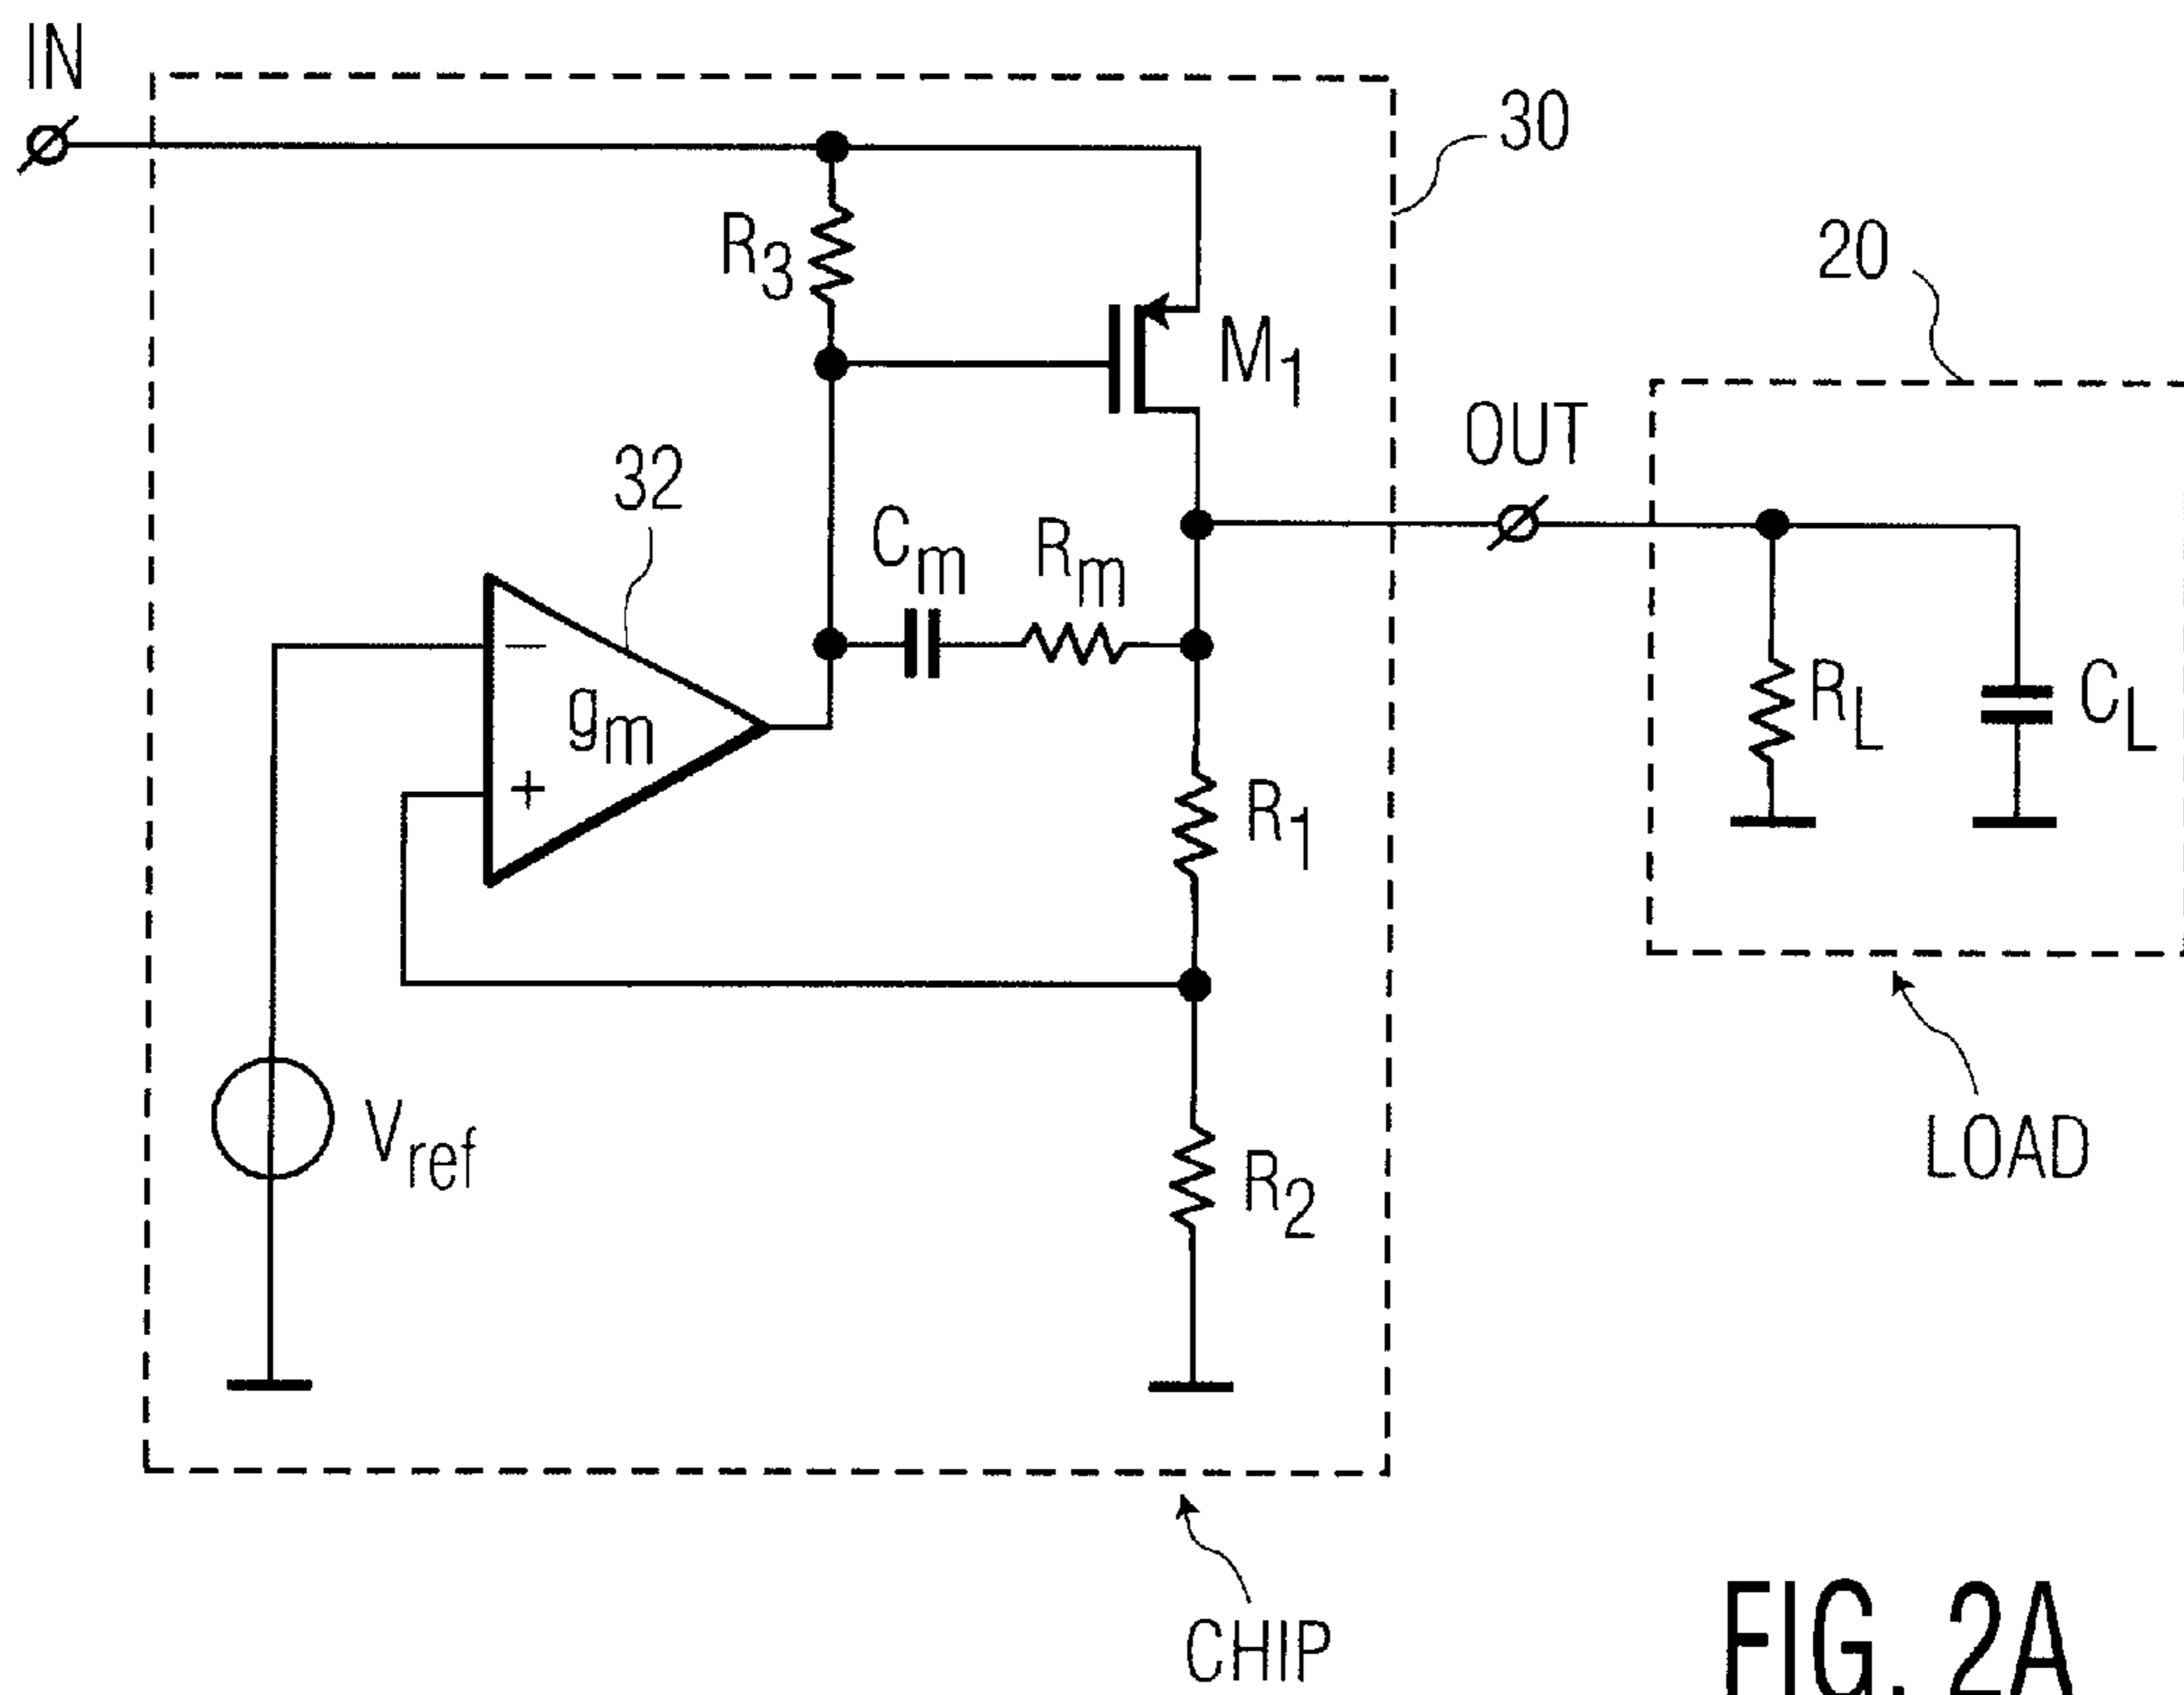 IN
30
R3
20
M1
OUT
32
Cm
Rm
−
gm
+
RL
CL
R1
Vref
R2
LOAD
CHIP
FIG. 2A